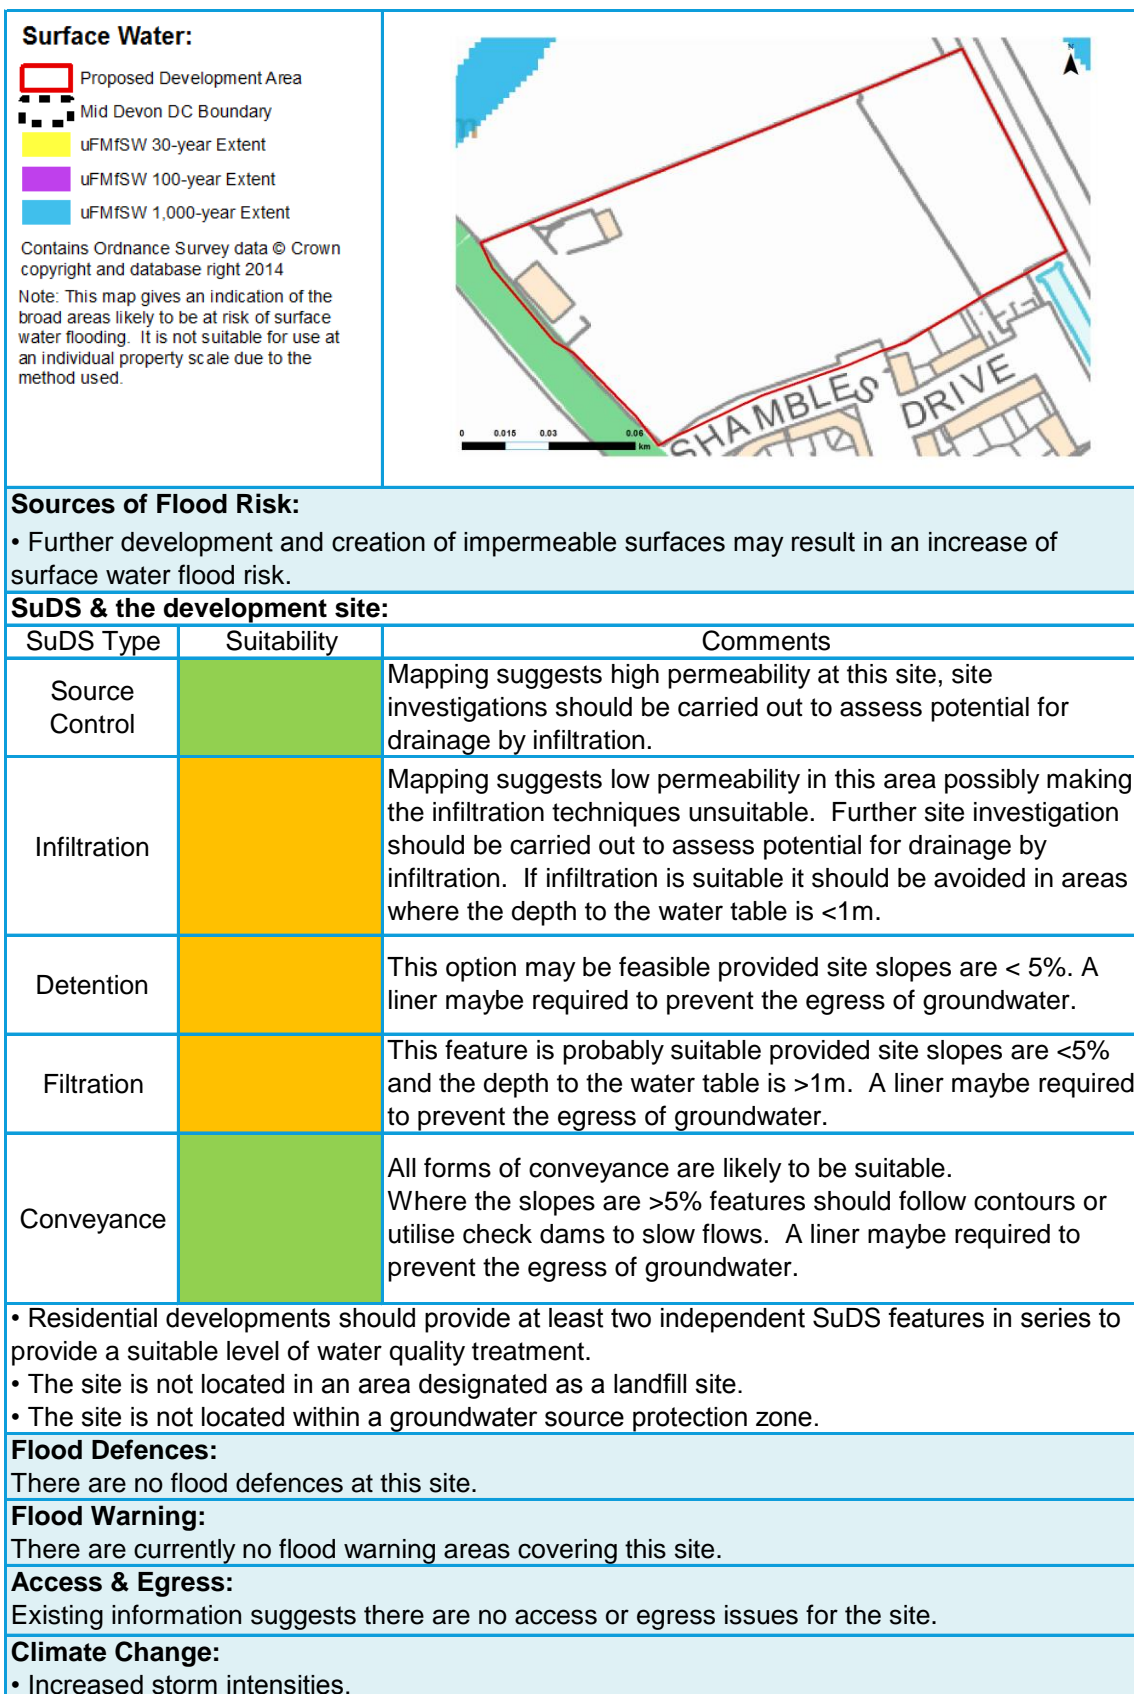 Surface Water:
Proposed Development Area
Mid Devon DC Boundary
uFMfSW 30-year Extent
uFMfSW 100-year Extent
uFMfSW 1,000-year Extent
Contains Ordnance Survey data © Crown
copyright and database right 2014
Note: This map gives an indication of the
broad areas likely to be at risk of surface
water flooding. It is not suitable for use at
an individual property scale due to the
method used.
N
SHAMBLES DRIVE
0 0.015 0.03 0.06
km
Sources of Flood Risk:
• Further development and creation of impermeable surfaces may result in an increase of
surface water flood risk.
SuDS & the development site:
SuDS Type Suitability Comments
Source
Control
Mapping suggests high permeability at this site, site
investigations should be carried out to assess potential for
drainage by infiltration.
Infiltration
Mapping suggests low permeability in this area possibly making
the infiltration techniques unsuitable. Further site investigation
should be carried out to assess potential for drainage by
infiltration. If infiltration is suitable it should be avoided in areas
where the depth to the water table is <1m.
Detention
This option may be feasible provided site slopes are < 5%. A
liner maybe required to prevent the egress of groundwater.
Filtration
This feature is probably suitable provided site slopes are <5%
and the depth to the water table is >1m. A liner maybe required
to prevent the egress of groundwater.
Conveyance
All forms of conveyance are likely to be suitable.
Where the slopes are >5% features should follow contours or
utilise check dams to slow flows. A liner maybe required to
prevent the egress of groundwater.
• Residential developments should provide at least two independent SuDS features in series to
provide a suitable level of water quality treatment.
• The site is not located in an area designated as a landfill site.
• The site is not located within a groundwater source protection zone.
Flood Defences:
There are no flood defences at this site.
Flood Warning:
There are currently no flood warning areas covering this site.
Access & Egress:
Existing information suggests there are no access or egress issues for the site.
Climate Change:
• Increased storm intensities.